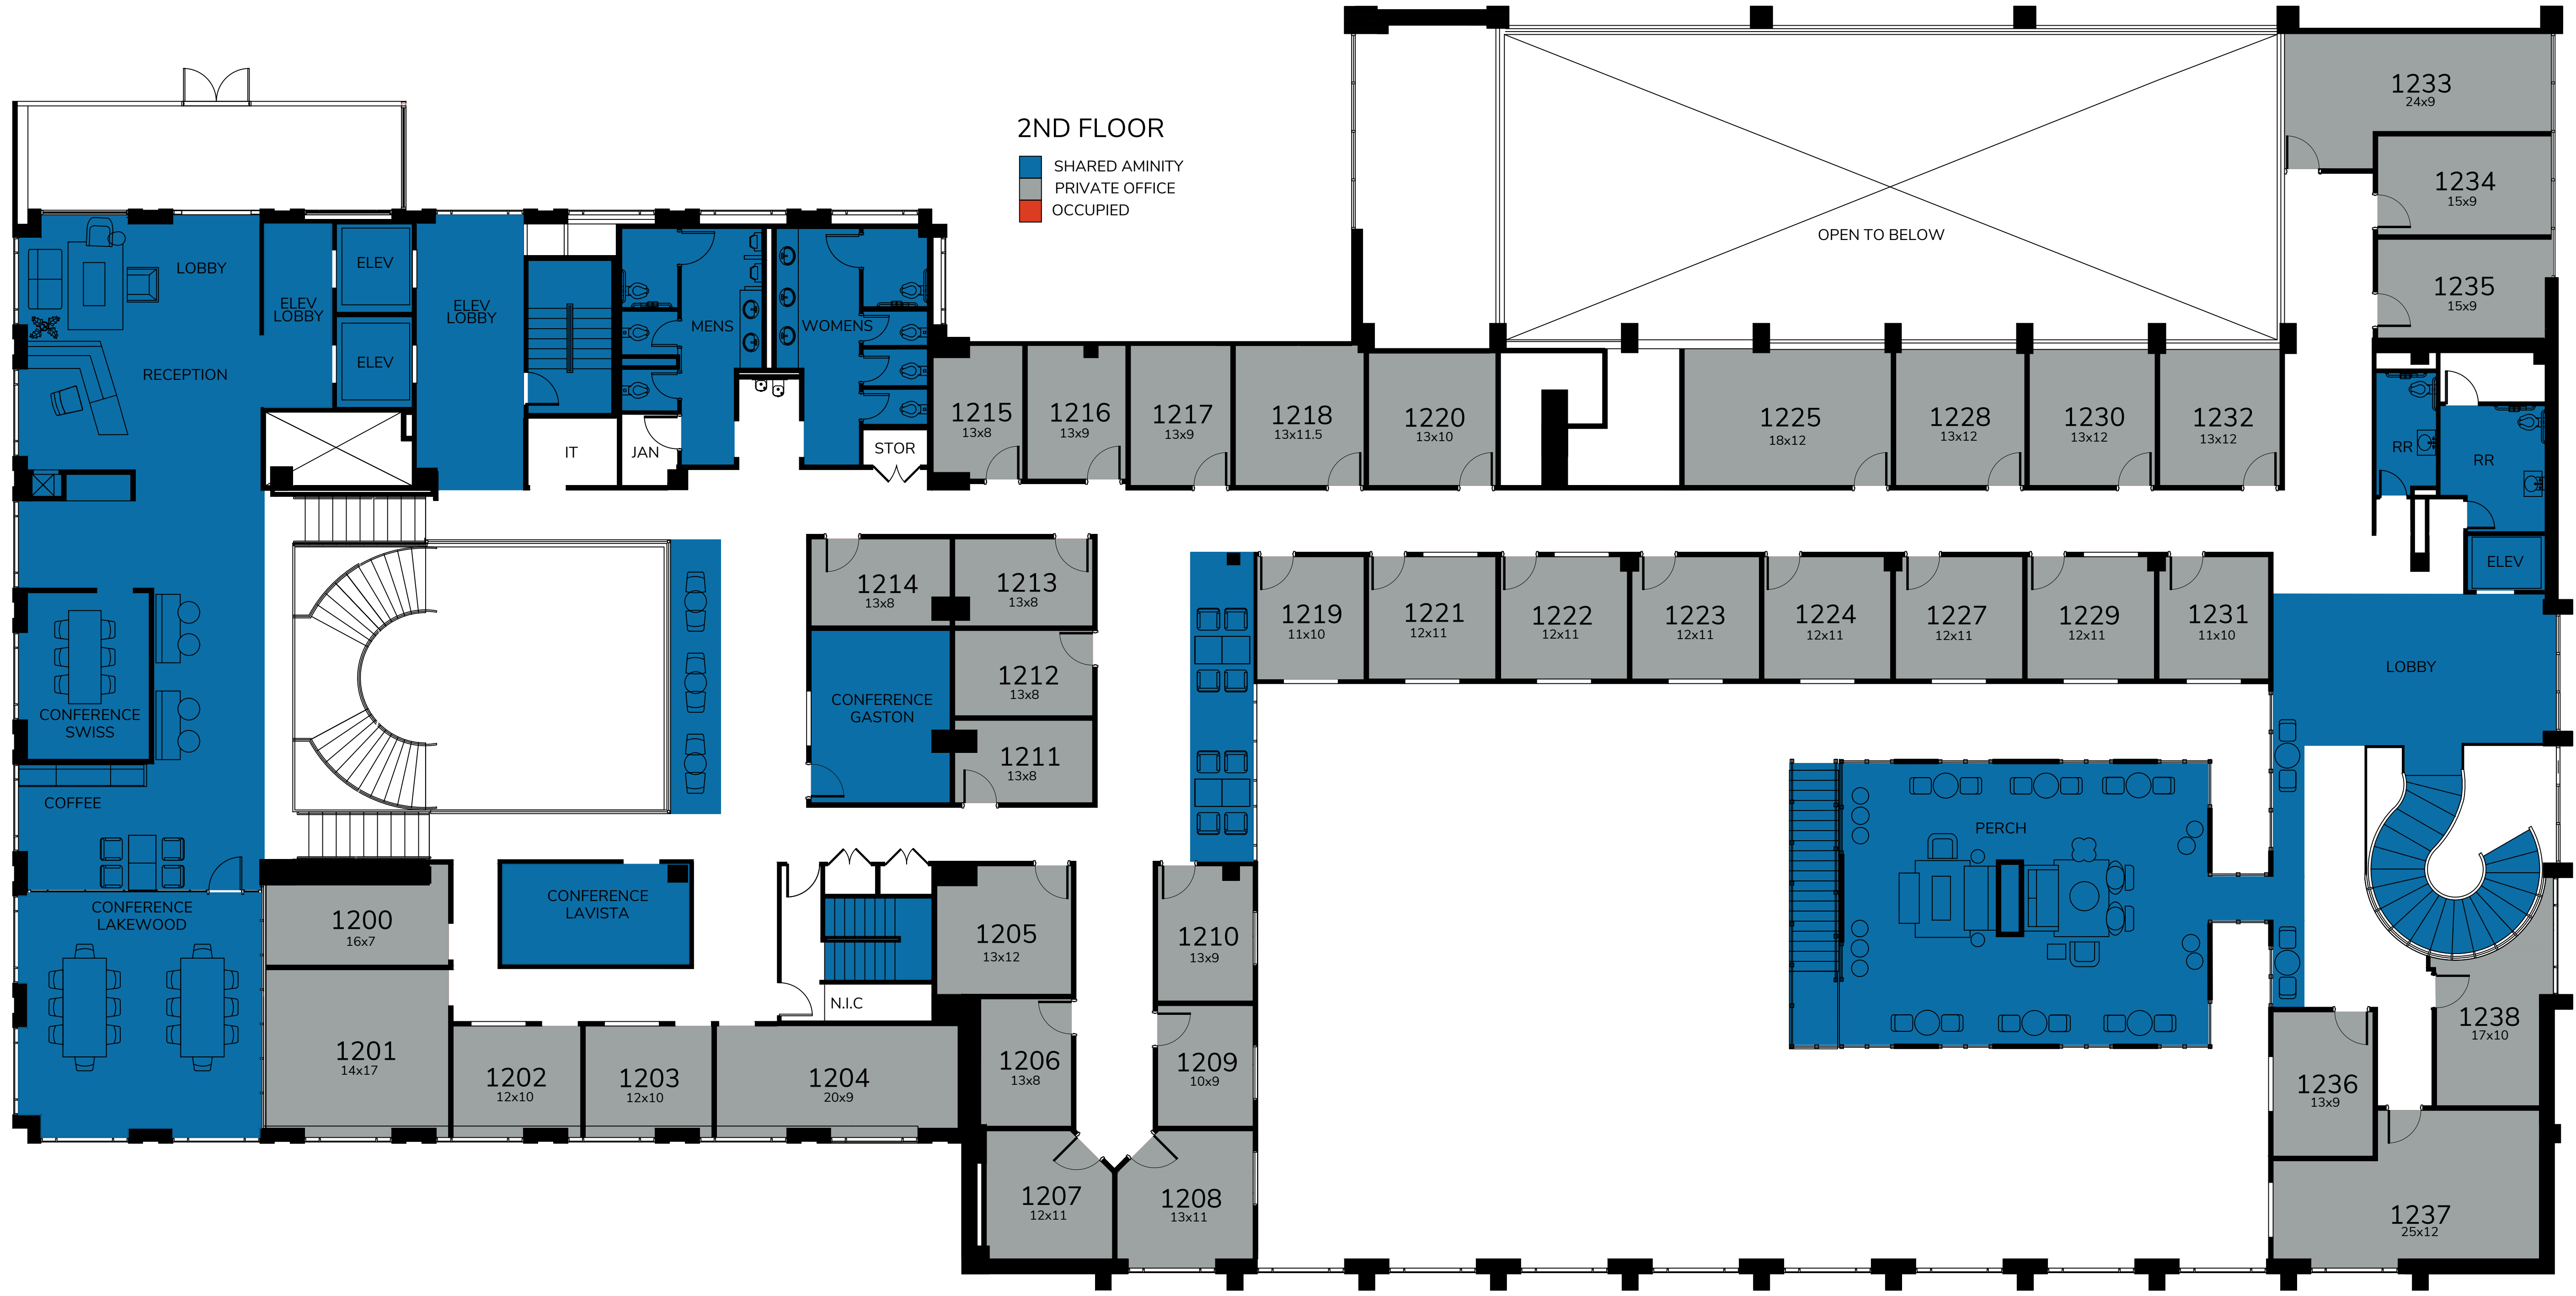 2ND FLOOR
SHARED AMINITY
PRIVATE OFFICE
OCCUPIED
1233
24x9
1234
15x9
1235
15x9
OPEN TO BELOW
LOBBY
ELEV
LOBBY
ELEV
ELEV
ELEV
LOBBY
RECEPTION
MENS
WOMENS
IT
JAN
STOR
1215
13x8
1216
13x9
1217
13x9
1218
13x11.5
1220
13x10
1225
18x12
1228
13x12
1230
13x12
1232
13x12
RR
RR
ELEV
1214
13x8
1213
13x8
1212
13x8
1211
13x8
CONFERENCE
GASTON
1219
11x10
1221
12x11
1222
12x11
1223
12x11
1224
12x11
1227
12x11
1229
12x11
1231
11x10
LOBBY
CONFERENCE
SWISS
COFFEE
CONFERENCE
LAKEWOOD
1200
16x7
1201
14x17
CONFERENCE
LAVISTA
1202
12x10
1203
12x10
1204
20x9
N.I.C
1205
13x12
1206
13x8
1207
12x11
1208
13x11
1209
10x9
1210
13x9
PERCH
1238
17x10
1236
13x9
1237
25x12